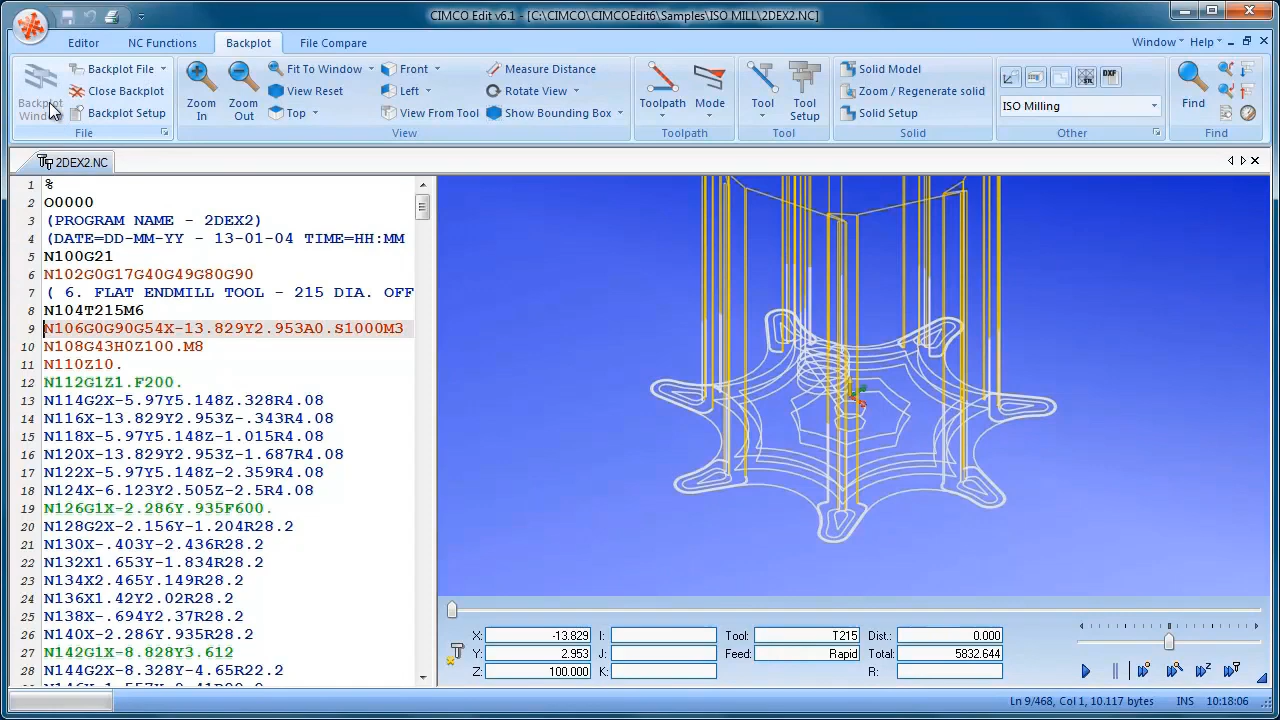 CIMCO Edit v6.1 - [C:\CIMCO\CIMCOEdit6\Samples\ISO MILL\2DEX2.NC]
Editor NC Functions Backplot File Compare Window Help
Backplot Window
Backplot File
Close Backplot
Backplot Setup
File
Zoom In
Zoom Out
Fit To Window
View Reset
Top
Front
Left
View From Tool
Measure Distance
Rotate View
Show Bounding Box
View
Toolpath
Mode
Toolpath
Tool
Tool Setup
Tool
Solid Model
Zoom / Regenerate solid
Solid Setup
Solid
DXF
ISO Milling
Other
Find
Find
2DEX2.NC
1 %
2 O0000
3 (PROGRAM NAME - 2DEX2)
4 (DATE=DD-MM-YY - 13-01-04 TIME=HH:MM
5 N100G21
6 N102G0G17G40G49G80G90
7 ( 6. FLAT ENDMILL TOOL - 215 DIA. OFF
8 N104T215M6
9 N106G0G90G54X-13.829Y2.953A0.S1000M3
10 N108G43H0Z100.M8
11 N110Z10.
12 N112G1Z1.F200.
13 N114G2X-5.97Y5.148Z.328R4.08
14 N116X-13.829Y2.953Z-.343R4.08
15 N118X-5.97Y5.148Z-1.015R4.08
16 N120X-13.829Y2.953Z-1.687R4.08
17 N122X-5.97Y5.148Z-2.359R4.08
18 N124X-6.123Y2.505Z-2.5R4.08
19 N126G1X-2.286Y.935F600.
20 N128G2X-2.156Y-1.204R28.2
21 N130X-.403Y-2.436R28.2
22 N132X1.653Y-1.834R28.2
23 N134X2.465Y.149R28.2
24 N136X1.42Y2.02R28.2
25 N138X-.694Y2.37R28.2
26 N140X-2.286Y.935R28.2
27 N142G1X-8.828Y3.612
28 N144G2X-8.328Y-4.65R22.2
X: -13.829 I: Tool: T215 Dist.: 0.000
Y: 2.953 J: Feed: Rapid Total: 5832.644
Z: 100.000 K: R:
Ln 9/468, Col 1, 10.117 bytes INS 10:18:06